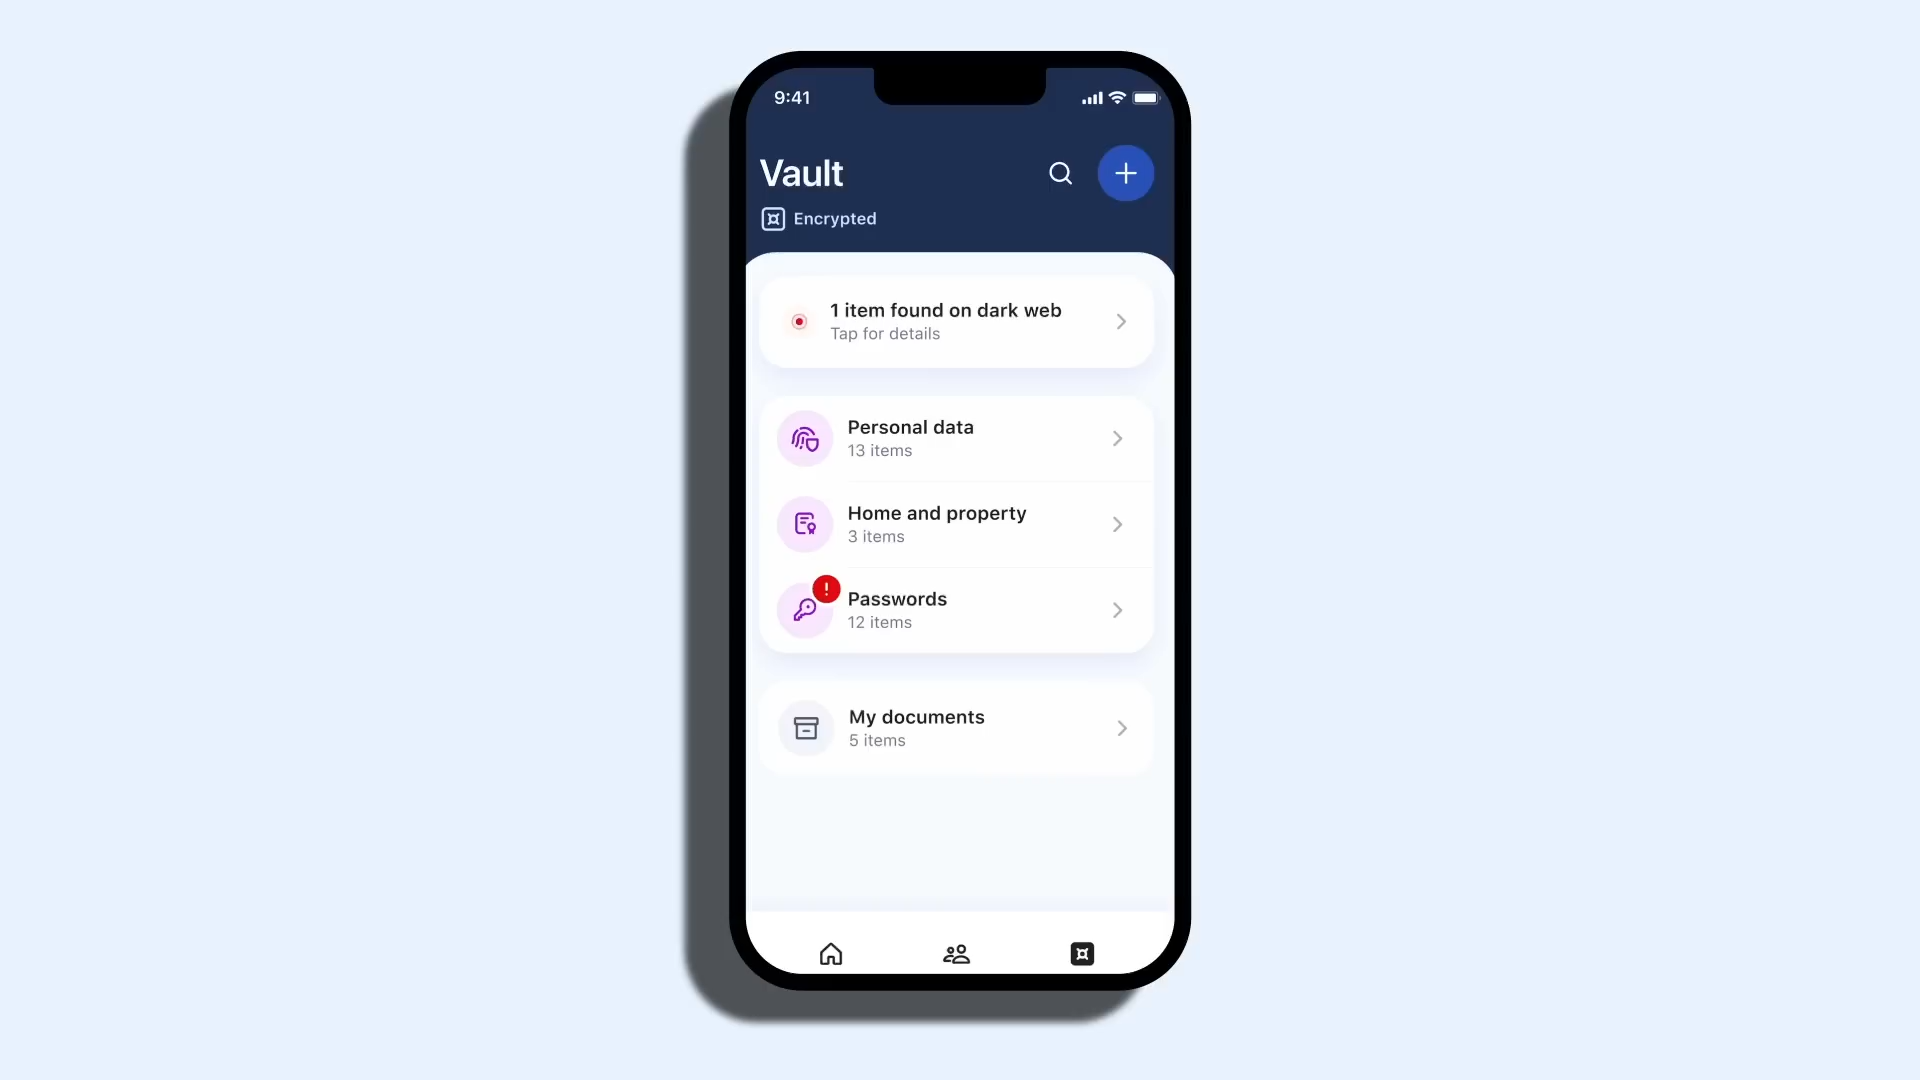 9:41
Vault
Encrypted
1 item found on dark web
Tap for details
Personal data
13 items
Home and property
3 items
Passwords
12 items
My documents
5 items